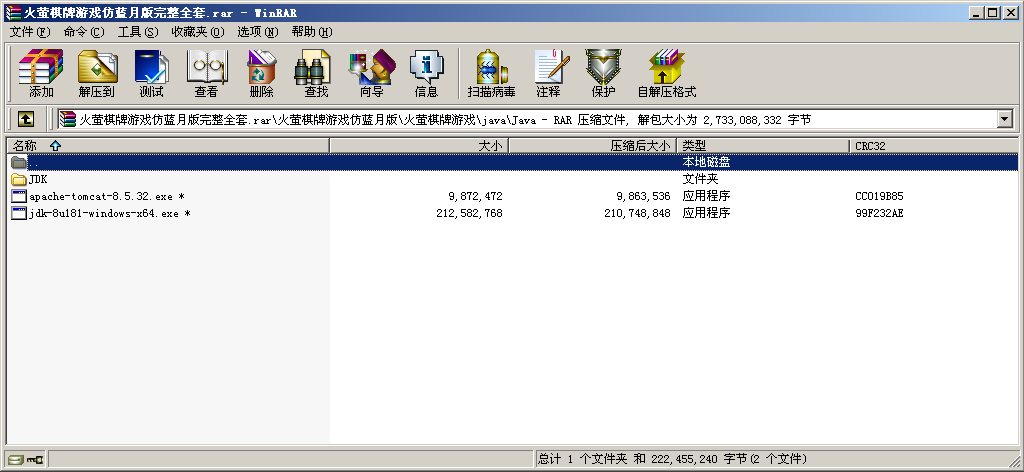 火萤棋牌游戏仿蓝月版完整全套.rar - WinRAR
文件(F) 命令(C) 工具(S) 收藏夹(O) 选项(N) 帮助(H)
添加 解压到 测试 查看 删除 查找 向导 信息 扫描病毒 注释 保护 自解压格式
火萤棋牌游戏仿蓝月版完整全套.rar\火萤棋牌游戏仿蓝月版\火萤棋牌游戏\java\Java - RAR 压缩文件, 解包大小为 2,733,088,332 字节
名称 大小 压缩后大小 类型 CRC32
.. 本地磁盘
JDK 文件夹
apache-tomcat-8.5.32.exe * 9,872,472 9,863,536 应用程序 CC019B85
jdk-8u181-windows-x64.exe * 212,582,768 210,748,848 应用程序 99F232AE
总计 1 个文件夹 和 222,455,240 字节(2 个文件)